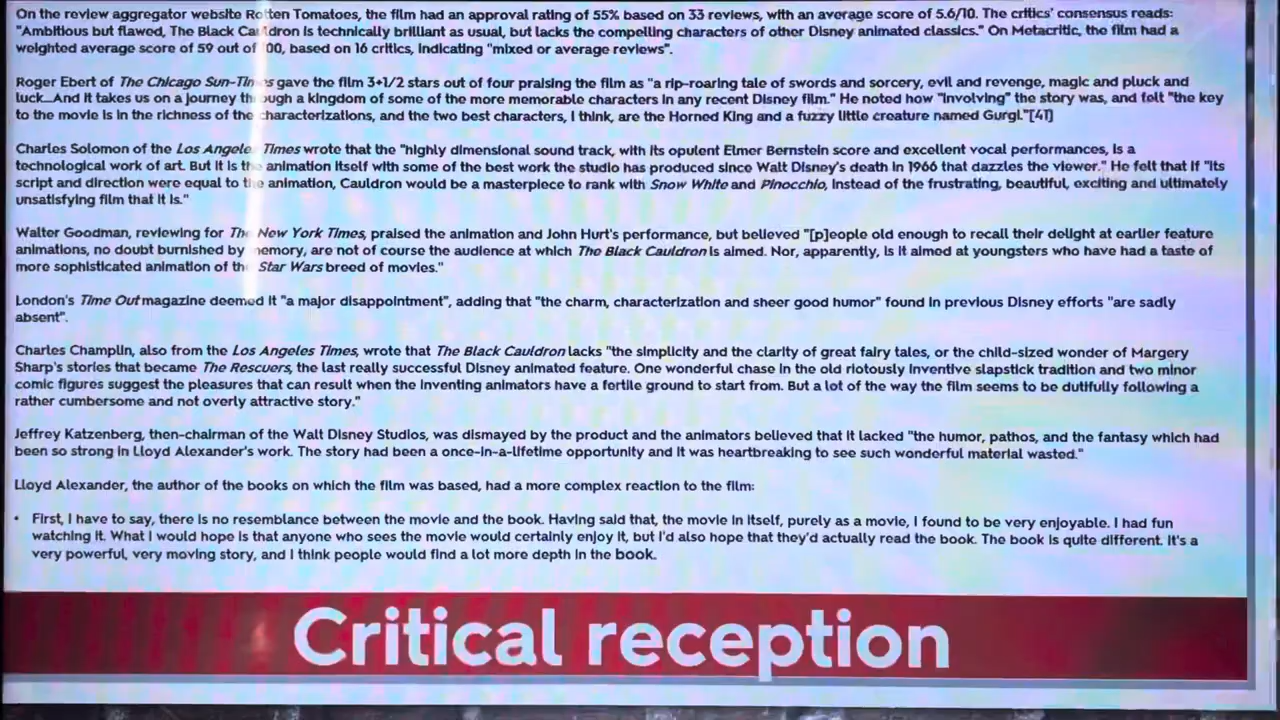 On the review aggregator website Rotten Tomatoes, the film had an approval rating of 55% based on 33 reviews, with an average score of 5.6/10. The critics' consensus reads:
"Ambitious but flawed, The Black Cauldron is technically brilliant as usual, but lacks the compelling characters of other Disney animated classics." On Metacritic, the film had a
weighted average score of 59 out of 100, based on 16 critics, indicating "mixed or average reviews".
Roger Ebert of The Chicago Sun-Times gave the film 3+1/2 stars out of four praising the film as "a rip-roaring tale of swords and sorcery, evil and revenge, magic and pluck and
luck...And it takes us on a journey through a kingdom of some of the more memorable characters in any recent Disney film." He noted how "involving" the story was, and felt "the key
to the movie is in the richness of the characterizations, and the two best characters, I think, are the Horned King and a fuzzy little creature named Gurgi."[41]
Charles Solomon of the Los Angeles Times wrote that the "highly dimensional sound track, with its opulent Elmer Bernstein score and excellent vocal performances, is a
technological work of art. But it is the animation itself with some of the best work the studio has produced since Walt Disney's death in 1966 that dazzles the viewer." He felt that if "its
script and direction were equal to the animation, Cauldron would be a masterpiece to rank with Snow White and Pinocchio, instead of the frustrating, beautiful, exciting and ultimately
unsatisfying film that it is."
Walter Goodman, reviewing for The New York Times, praised the animation and John Hurt's performance, but believed "[p]eople old enough to recall their delight at earlier feature
animations, no doubt burnished by memory, are not of course the audience at which The Black Cauldron is aimed. Nor, apparently, is it aimed at youngsters who have had a taste of
more sophisticated animation of the Star Wars breed of movies."
London's Time Out magazine deemed it "a major disappointment", adding that "the charm, characterization and sheer good humor" found in previous Disney efforts "are sadly
absent".
Charles Champlin, also from the Los Angeles Times, wrote that The Black Cauldron lacks "the simplicity and the clarity of great fairy tales, or the child-sized wonder of Margery
Sharp's stories that became The Rescuers, the last really successful Disney animated feature. One wonderful chase in the old riotously inventive slapstick tradition and two minor
comic figures suggest the pleasures that can result when the inventing animators have a fertile ground to start from. But a lot of the way the film seems to be dutifully following a
rather cumbersome and not overly attractive story."
Jeffrey Katzenberg, then-chairman of the Walt Disney Studios, was dismayed by the product and the animators believed that it lacked "the humor, pathos, and the fantasy which had
been so strong in Lloyd Alexander's work. The story had been a once-in-a-lifetime opportunity and it was heartbreaking to see such wonderful material wasted."
Lloyd Alexander, the author of the books on which the film was based, had a more complex reaction to the film:
• First, I have to say, there is no resemblance between the movie and the book. Having said that, the movie in itself, purely as a movie, I found to be very enjoyable. I had fun
watching it. What I would hope is that anyone who sees the movie would certainly enjoy it, but I'd also hope that they'd actually read the book. The book is quite different. It's a
very powerful, very moving story, and I think people would find a lot more depth in the book.
Critical reception